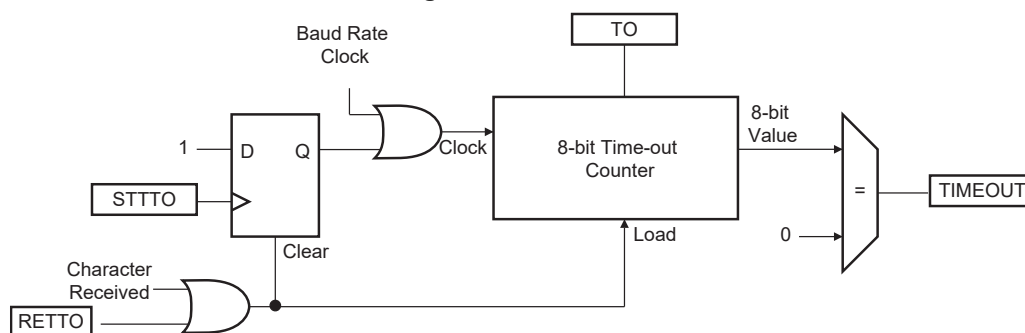 TO
Baud Rate
Clock
8-bit
Value
1
D
Q
Clock
8-bit Time-out
Counter
=
TIMEOUT
STTTO
Clear
Load
0
Character
Received
RETTO